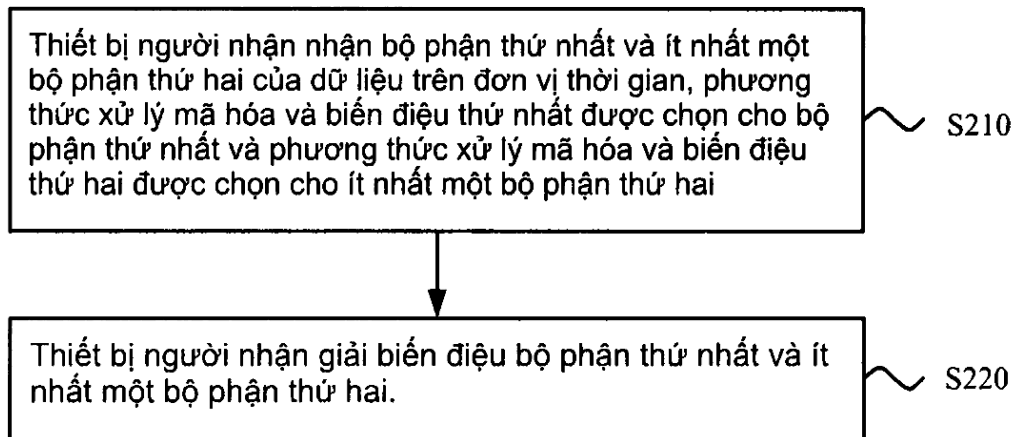 Thiết bị người nhận nhận bộ phận thứ nhất và ít nhất một
bộ phận thứ hai của dữ liệu trên đơn vị thời gian, phương
thức xử lý mã hóa và biến điệu thứ nhất được chọn cho bộ
phận thứ nhất và phương thức xử lý mã hóa và biến điệu
thứ hai được chọn cho ít nhất một bộ phận thứ hai
S210
Thiết bị người nhận giải biến điệu bộ phận thứ nhất và ít
nhất một bộ phận thứ hai.
S220